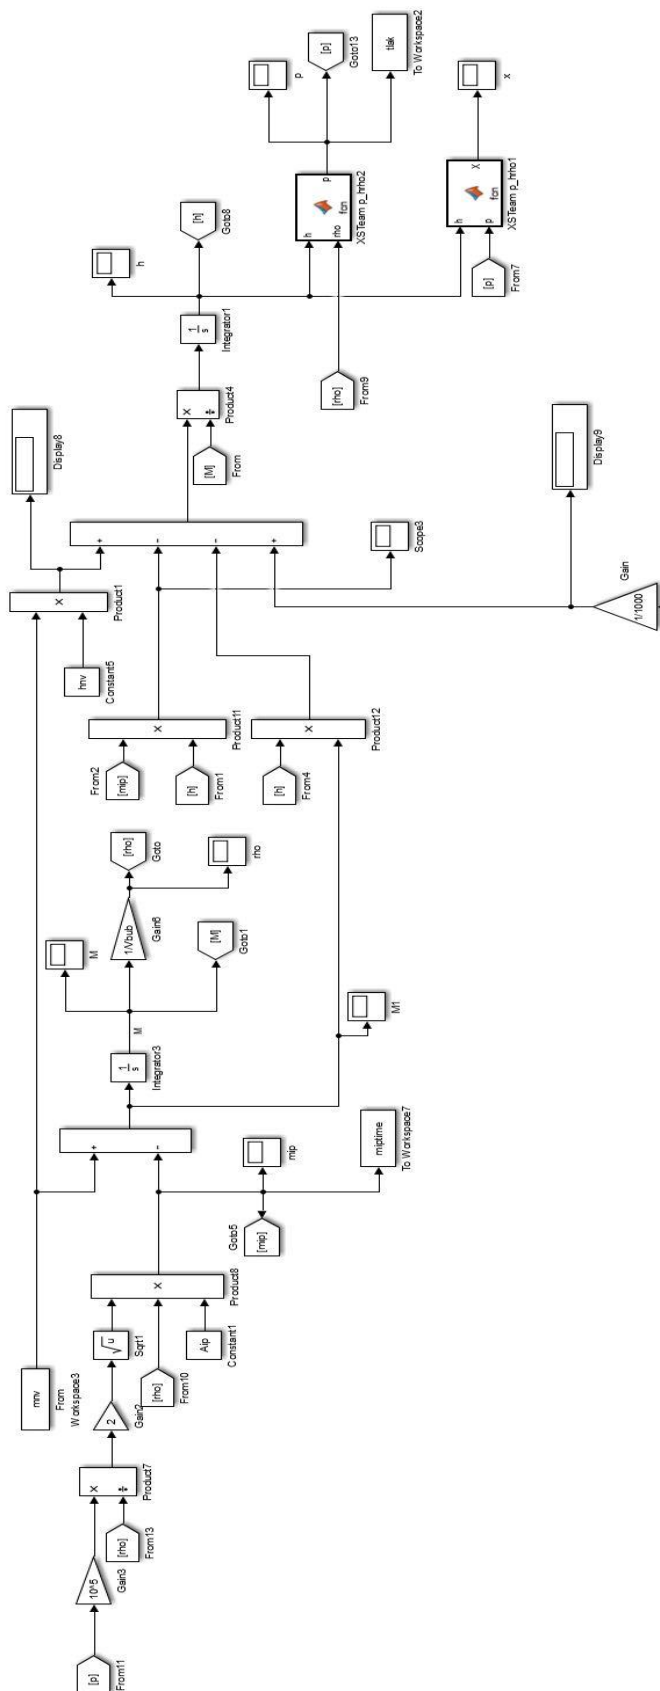 [p]
From11
10^5
Gain3
[rho]
From13
×
÷
Product7
2
Gain2
mnv
From
Workspace3
√u
Sqrt1
[rho]
From10
Aip
Constant1
×
Product8
[mip]
Goto5
mip
miptime
To Workspace7
+
-
1
s
Integrator3
M
M1
M
[M]
Goto1
1/Vbub
Gain6
[rho]
Goto
rho
From2
[mip]
[h]
From1
×
Product11
[h]
From4
×
Product12
hnv
Constant5
×
Product1
Display8
+
-
-
+
Scope3
1/1000
Gain
Display9
[M]
From
×
÷
Product4
1
s
Integrator1
h
[h]
Goto8
[rho]
From9
h
rho
fcn
p
XSTeam p_hrho2
p
[p]
Goto13
tlak
To Workspace2
[p]
From7
h
p
fcn
X
XSTeam p_hrho1
x